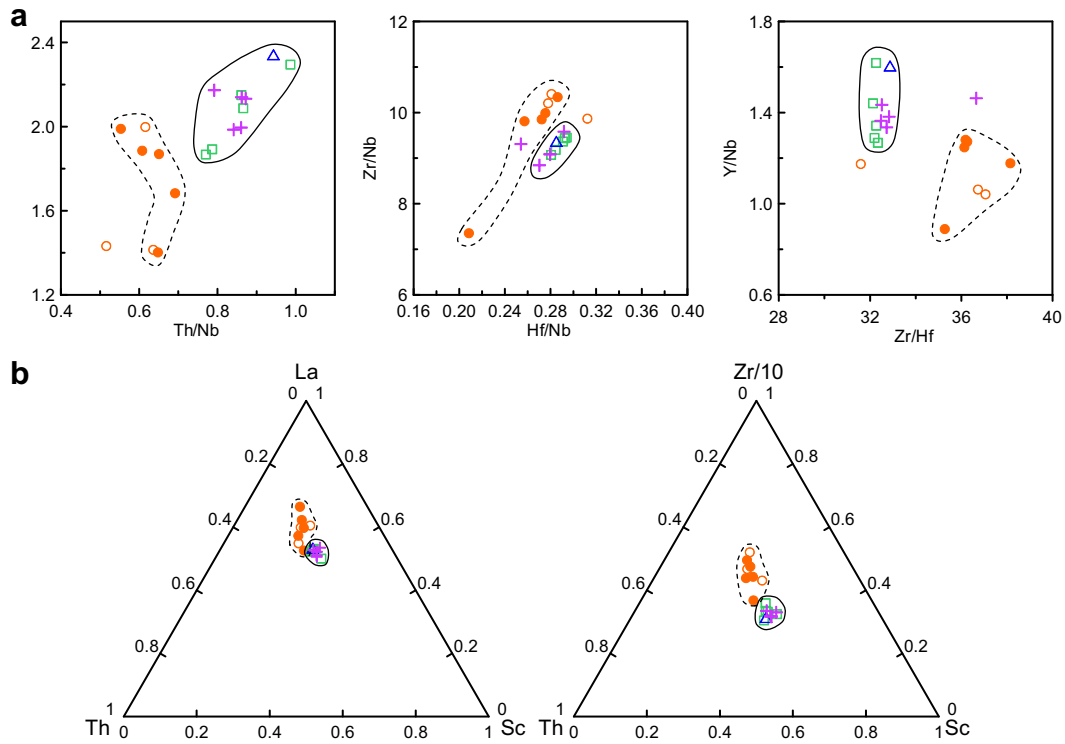 a
2.4
2.0
1.6
1.2
0.4 0.6 0.8 1.0
Th/Nb
12
10
8
6
Zr/Nb
0.20 0.24 0.28 0.32 0.36 0.40
Hf/Nb
1.8
1.4
1.0
0.6
Y/Nb
28 32 36 40
Zr/Hf
b
La
0 1
0.2 0.8
0.4 0.6
0.6 0.4
0.8 0.2
1 0
Th Sc
0 0.2 0.4 0.6 0.8 1
Zr/10
0 1
0.2 0.8
0.4 0.6
0.6 0.4
0.8 0.2
1 0
Th Sc
0 0.2 0.4 0.6 0.8 1